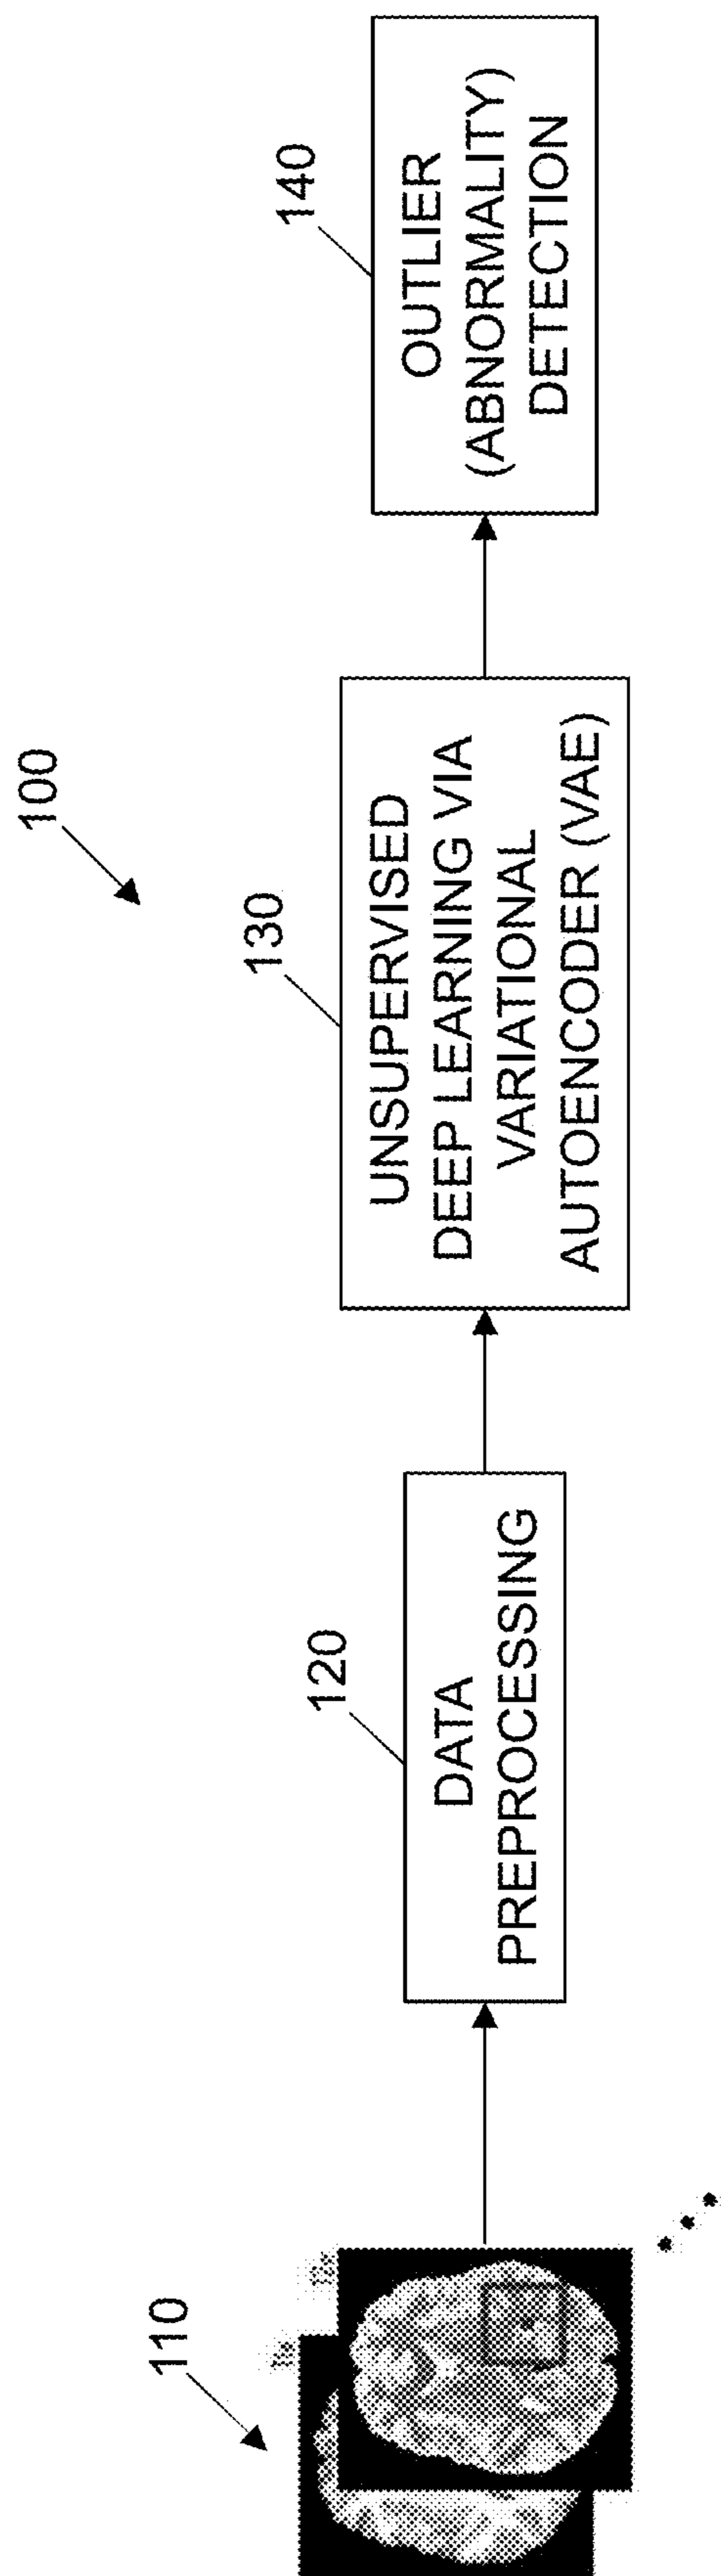 100
110
120
DATA
PREPROCESSING
130
UNSUPERVISED
DEEP LEARNING VIA
VARIATIONAL
AUTOENCODER (VAE)
140
OUTLIER
(ABNORMALITY)
DETECTION